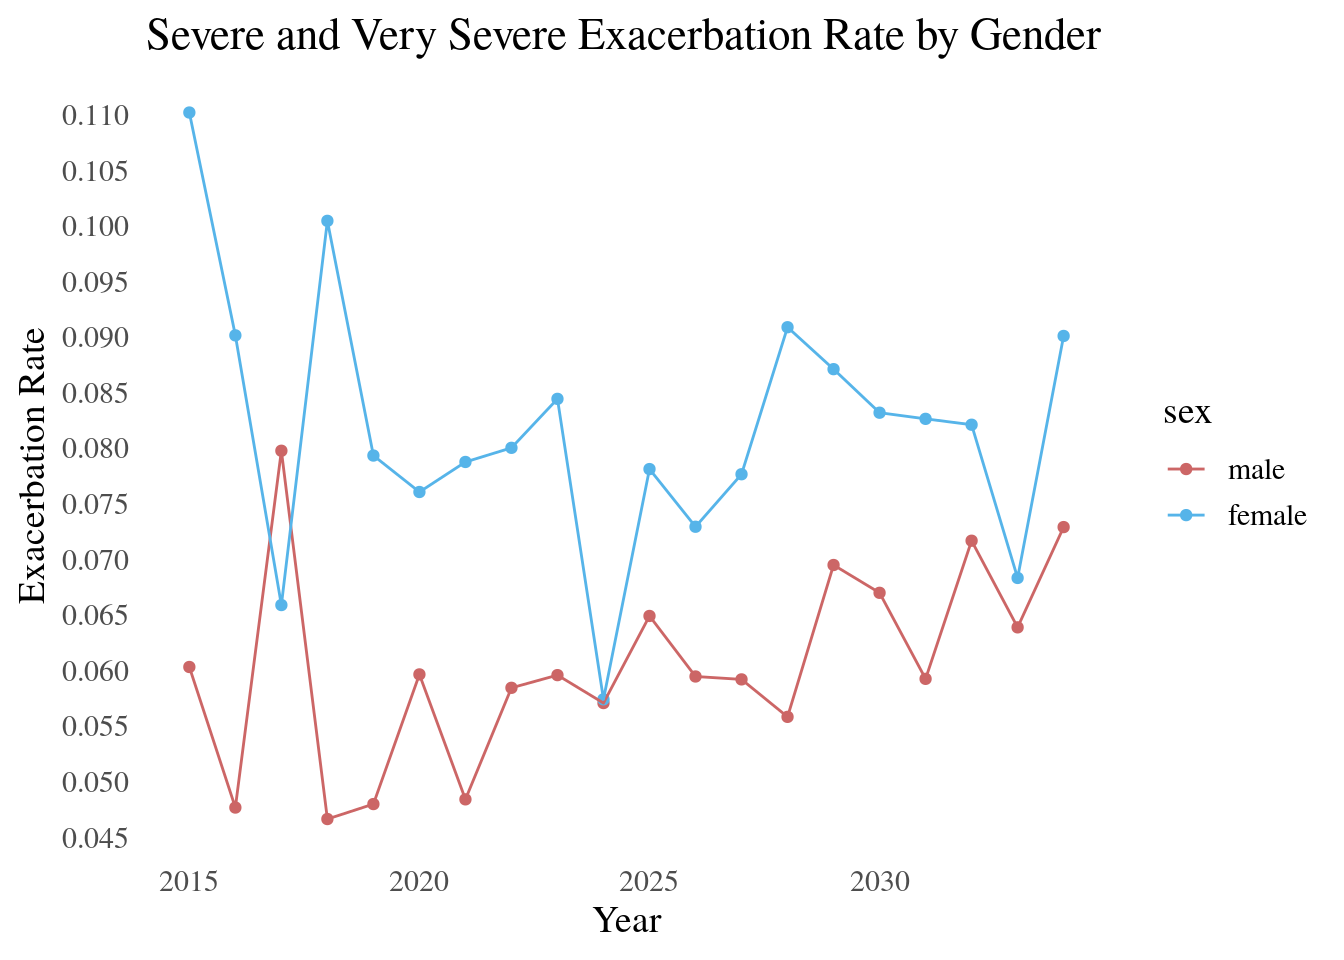 Severe and Very Severe Exacerbation Rate by Gender
0.110
0.105
0.100
0.095
0.090
0.085
0.080
0.075
0.070
0.065
0.060
0.055
0.050
0.045
Exacerbation Rate
2015 2020 2025 2030
Year
sex
male
female